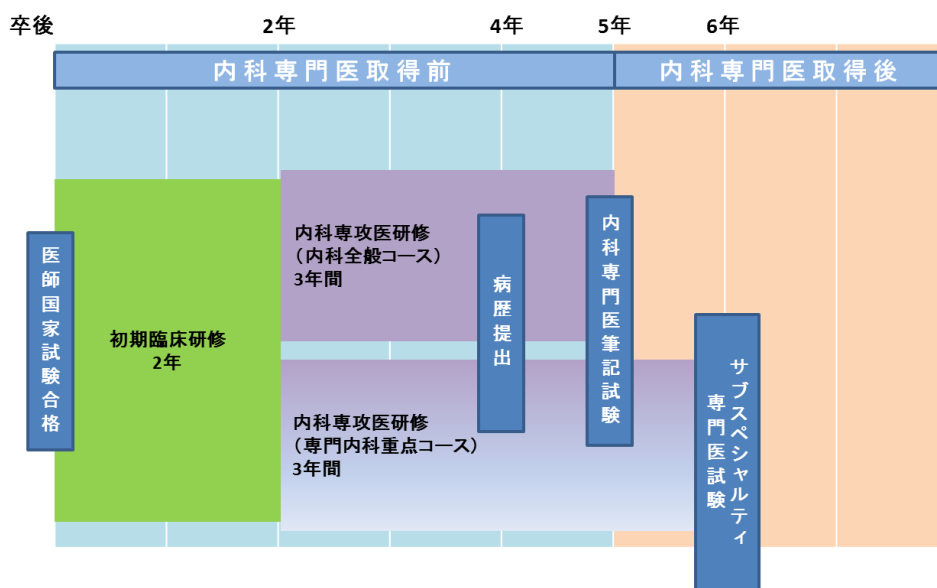 卒後 2年 4年 5年 6年
内科専門医取得前 内科専門医取得後
医師国家試験合格
初期臨床研修
2年
内科専攻医研修
（内科全般コース）
3年間
内科専攻医研修
（専門内科重点コース）
3年間
病歴提出
内科専門医筆記試験
サブスペシャルティ
専門医試験